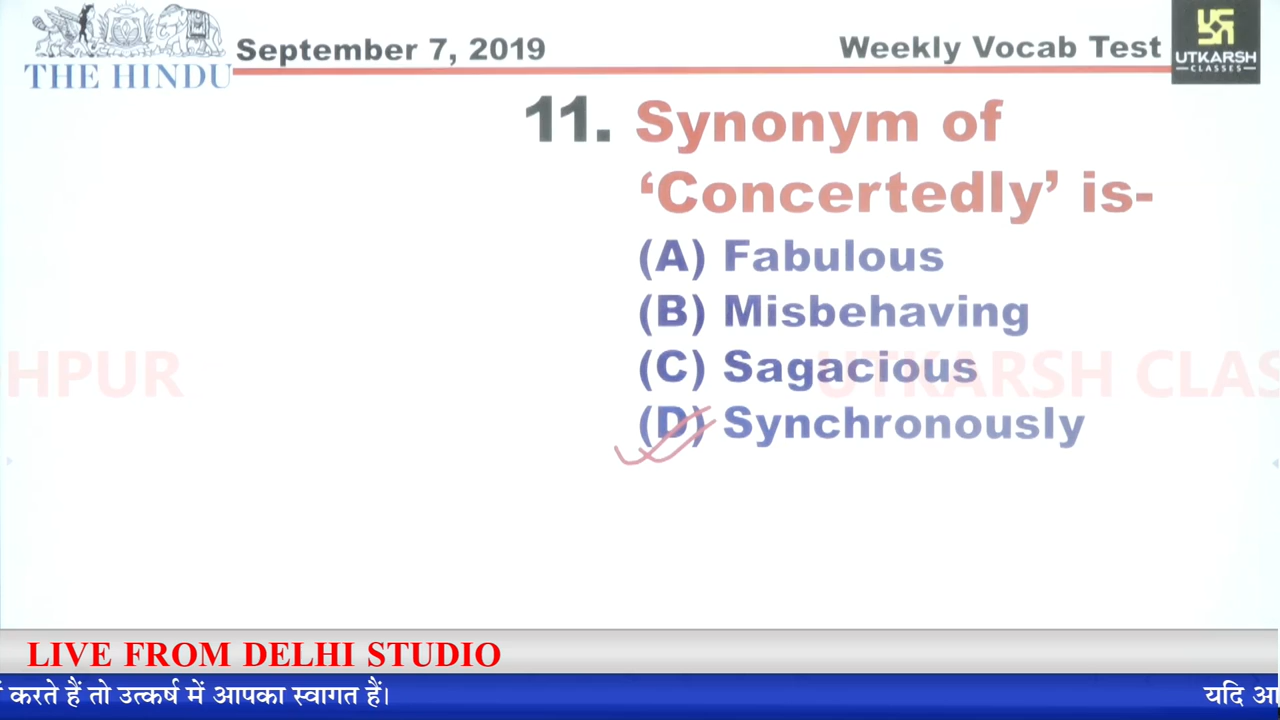 THE HINDU
September 7, 2019
Weekly Vocab Test
UTKARSH
CLASSES
11. Synonym of
‘Concertedly’ is-
(A) Fabulous
(B) Misbehaving
(C) Sagacious
(D) Synchronously
HPUR
UTKARSH CLAS
LIVE FROM DELHI STUDIO
करते हैं तो उत्कर्ष में आपका स्वागत हैं।
यदि आ